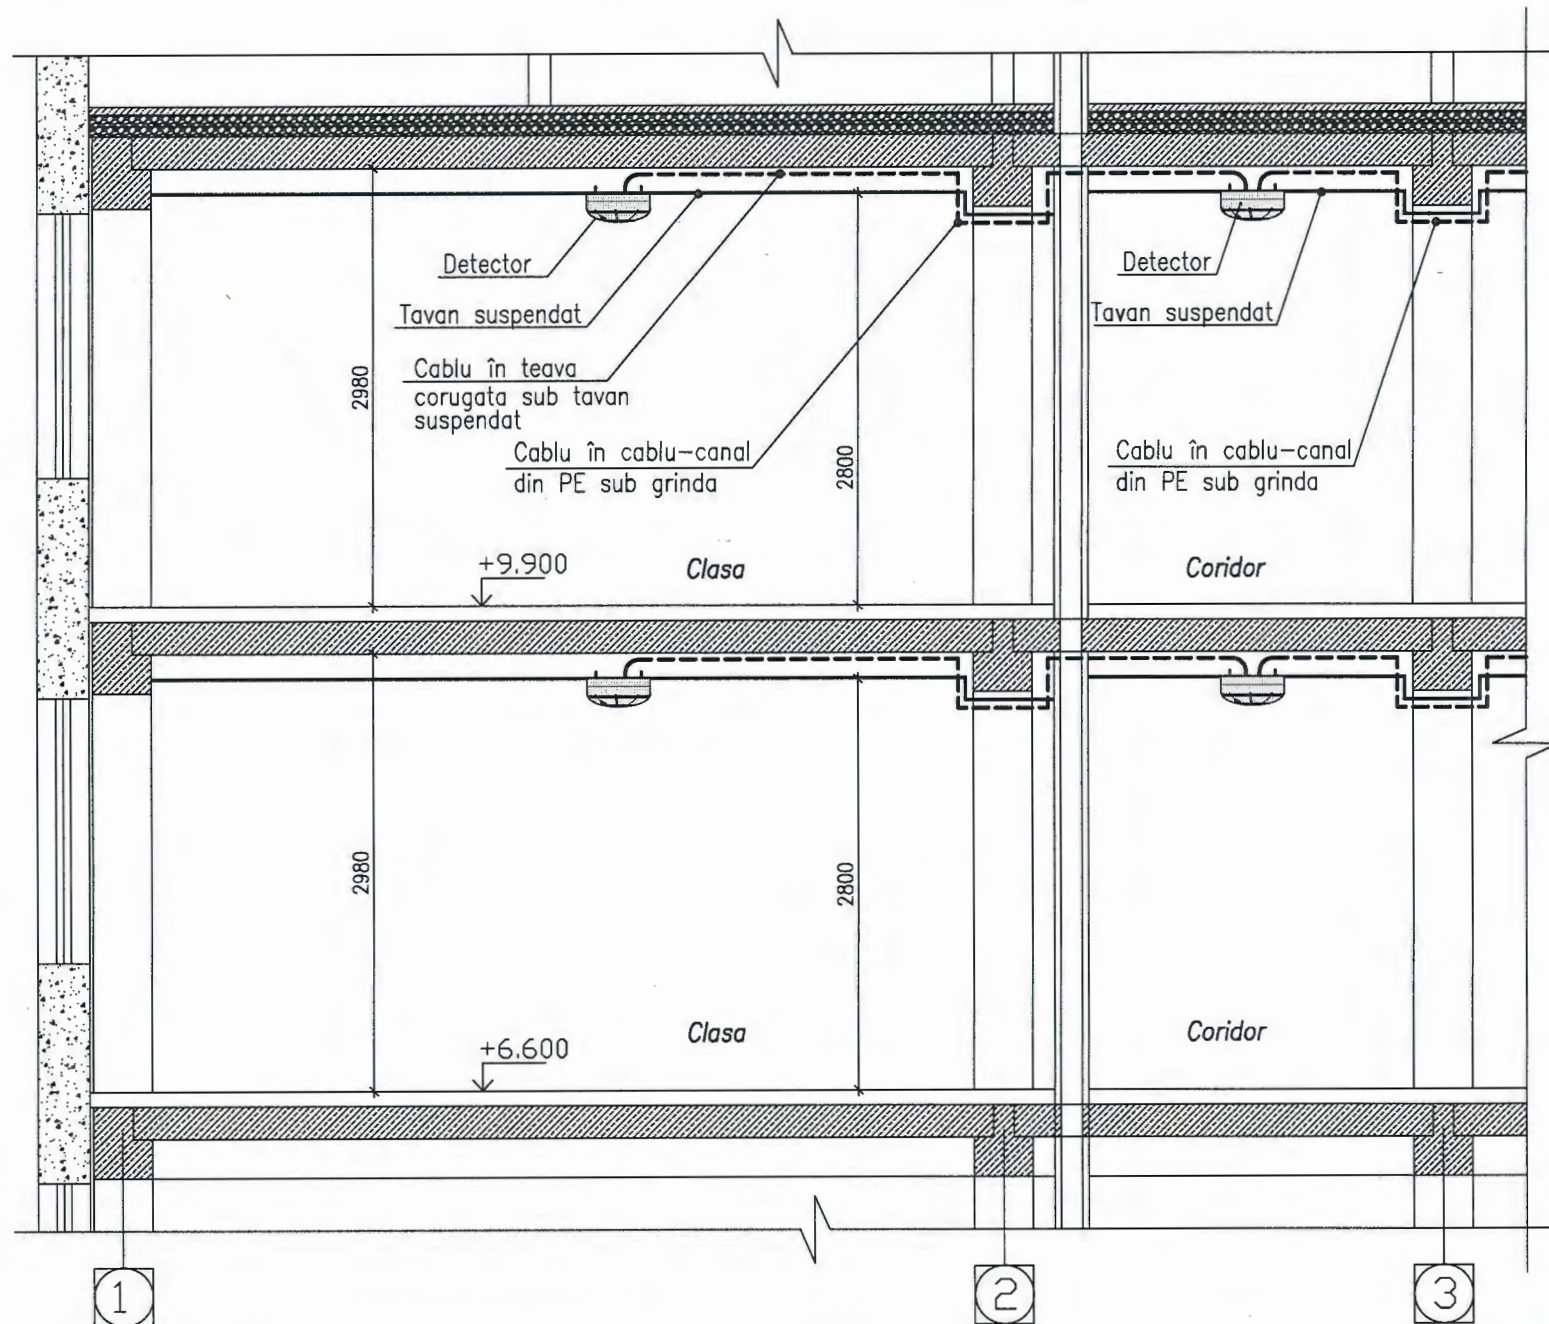 Detector
Tavan suspendat
Cablu în teava
corugata sub tavan
suspendat
Cablu în cablu-canal
din PE sub grinda
2980
2800
+9.900
Clasa
Detector
Tavan suspendat
Cablu în cablu-canal
din PE sub grinda
Coridor
2980
2800
+6.600
Clasa
Coridor
1
2
3